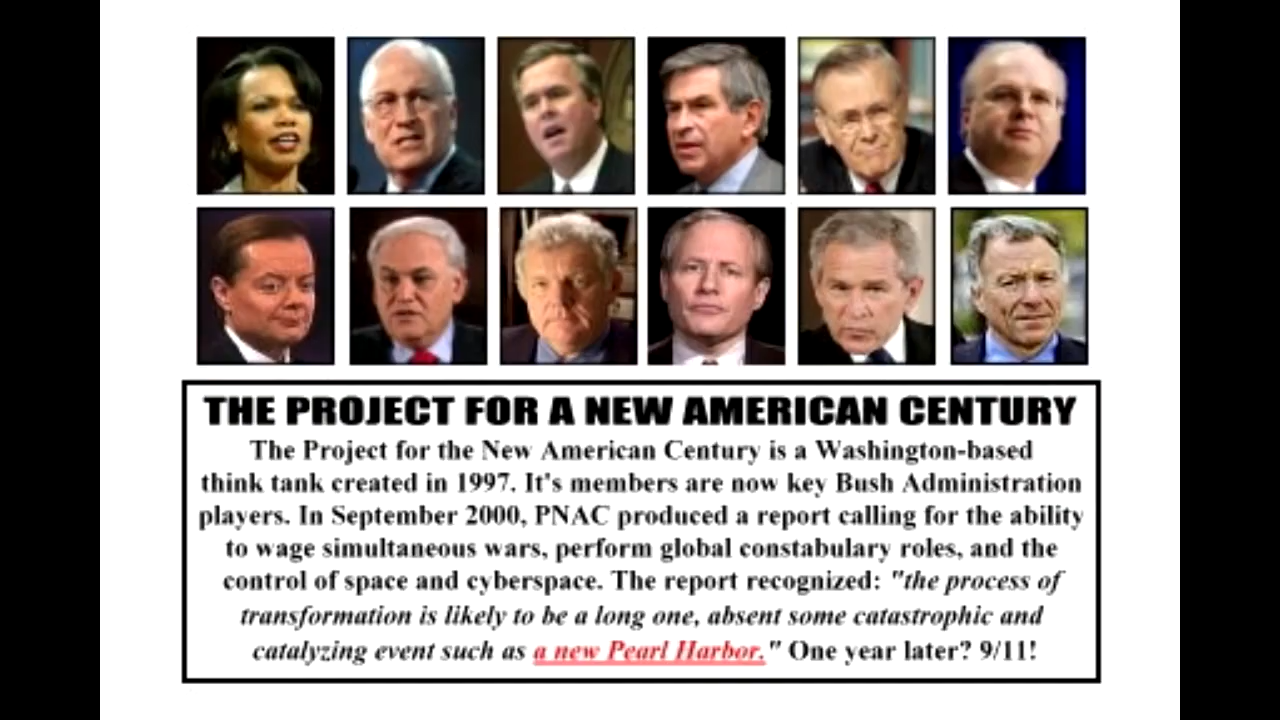 THE PROJECT FOR A NEW AMERICAN CENTURY
The Project for the New American Century is a Washington-based
think tank created in 1997. It's members are now key Bush Administration
players. In September 2000, PNAC produced a report calling for the ability
to wage simultaneous wars, perform global constabulary roles, and the
control of space and cyberspace. The report recognized: "the process of
transformation is likely to be a long one, absent some catastrophic and
catalyzing event such as a new Pearl Harbor." One year later? 9/11!